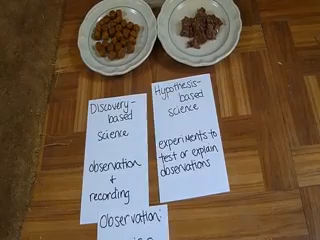 Discovery-
based
science
observation
+
recording
Hypothesis-
based
science
experiments to
test or explain
observations
Observation: